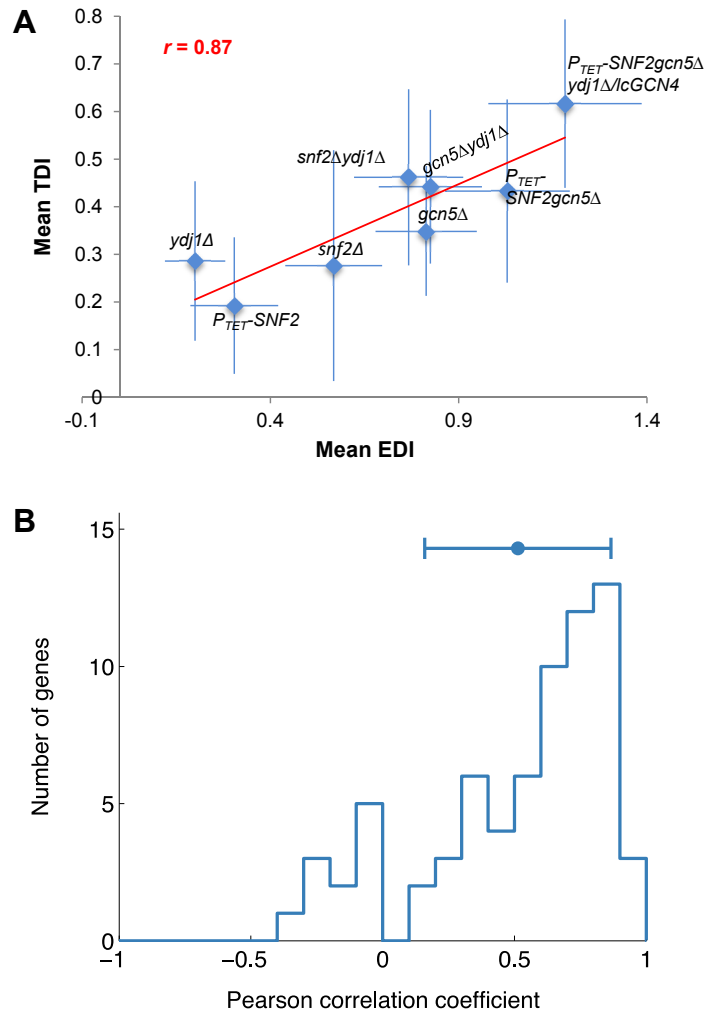 A
r = 0.87
0.8
0.7
0.6
0.5
0.4
0.3
0.2
0.1
0
Mean TDI
P_TET-SNF2gcn5Δ
ydj1Δ/lcGCN4
snf2Δydj1Δ
gcn5Δydj1Δ
P_TET-
SNF2gcn5Δ
gcn5Δ
ydj1Δ
snf2Δ
P_TET-SNF2
-0.1 0.4 0.9 1.4
Mean EDI
B
15
10
5
0
Number of genes
−1 −0.5 0 0.5 1
Pearson correlation coefficient